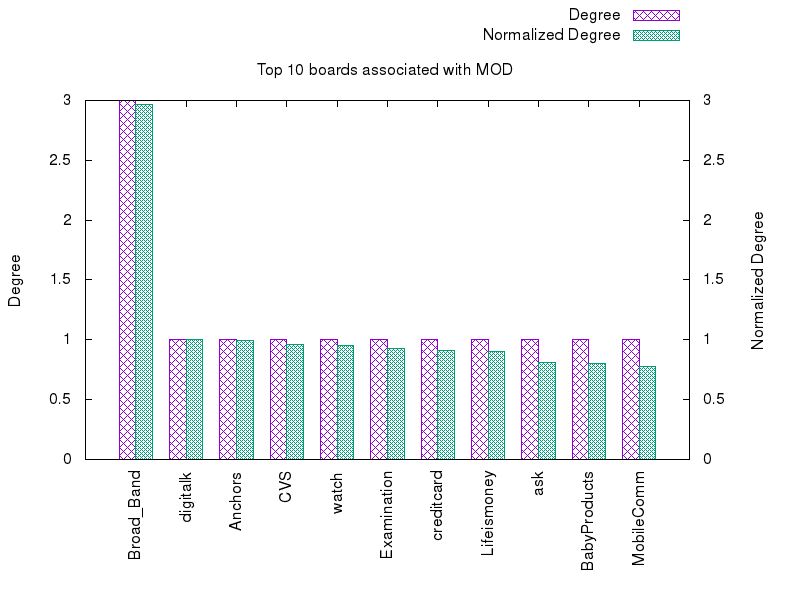 Degree
Normalized Degree
Top 10 boards associated with MOD
3
2.5
2
1.5
1
0.5
0
3
2.5
2
1.5
1
0.5
0
Degree
Normalized Degree
Broad_Band
digitalk
Anchors
CVS
watch
Examination
creditcard
Lifeismoney
ask
BabyProducts
MobileComm